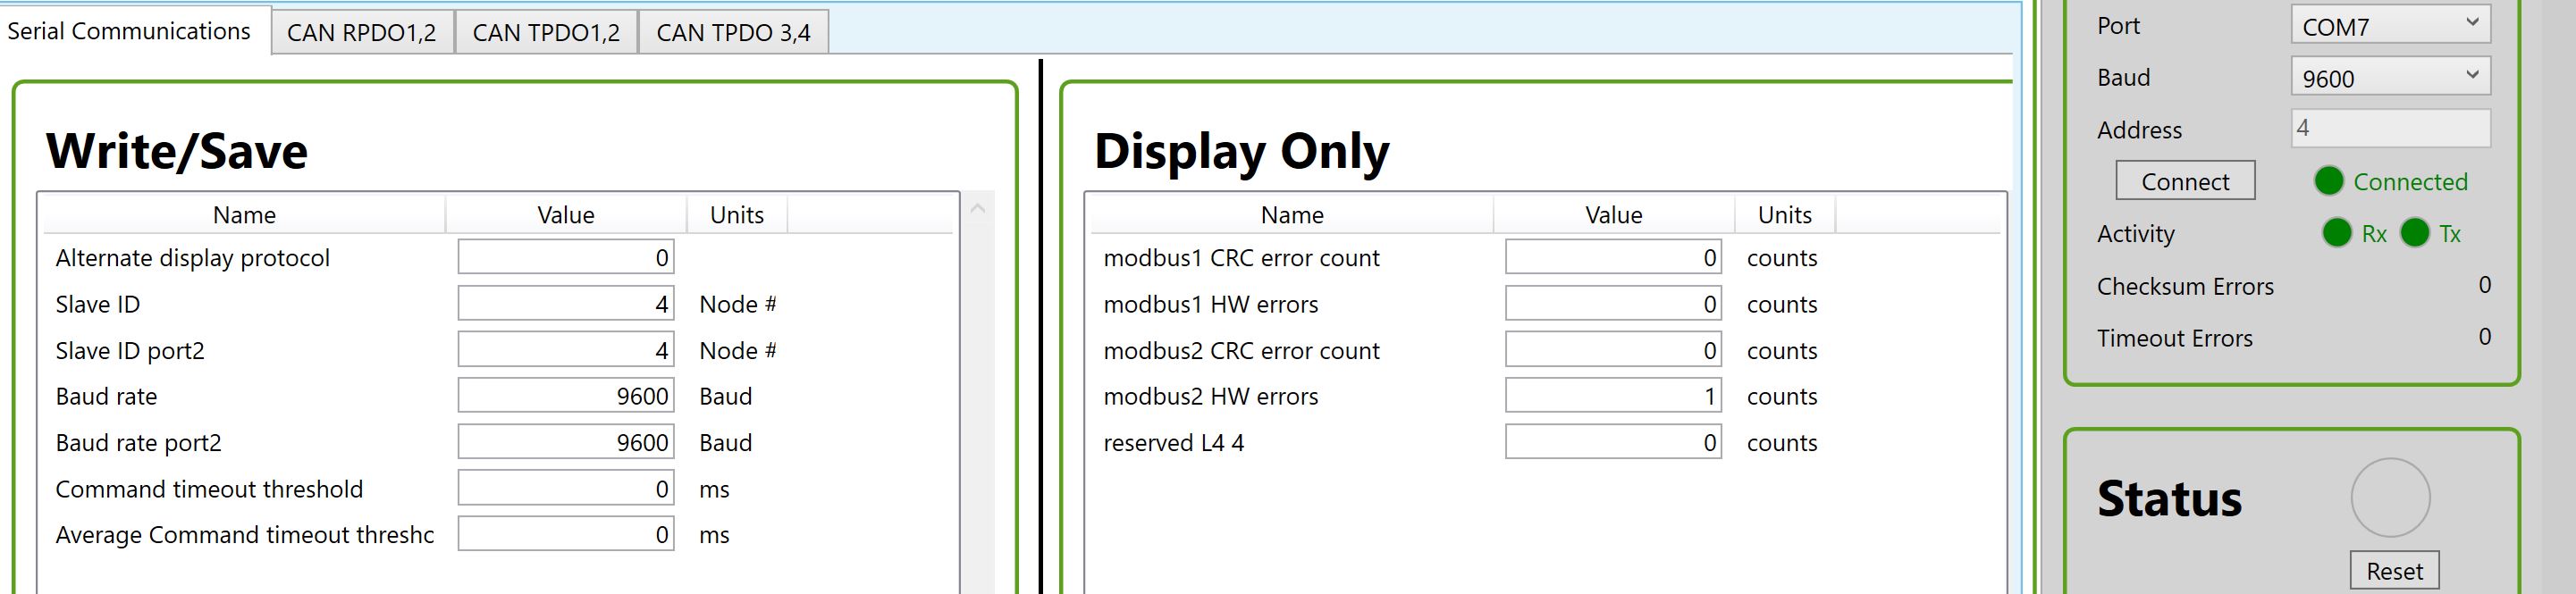 Serial Communications
CAN RPDO1,2
CAN TPDO1,2
CAN TPDO 3,4
Write/Save
Name Value Units
Alternate display protocol 0
Slave ID 4 Node #
Slave ID port2 4 Node #
Baud rate 9600 Baud
Baud rate port2 9600 Baud
Command timeout threshold 0 ms
Average Command timeout threshc 0 ms
Display Only
Name Value Units
modbus1 CRC error count 0 counts
modbus1 HW errors 0 counts
modbus2 CRC error count 0 counts
modbus2 HW errors 1 counts
reserved L4 4 0 counts
Port COM7
Baud 9600
Address 4
Connect Connected
Activity Rx Tx
Checksum Errors 0
Timeout Errors 0
Status
Reset